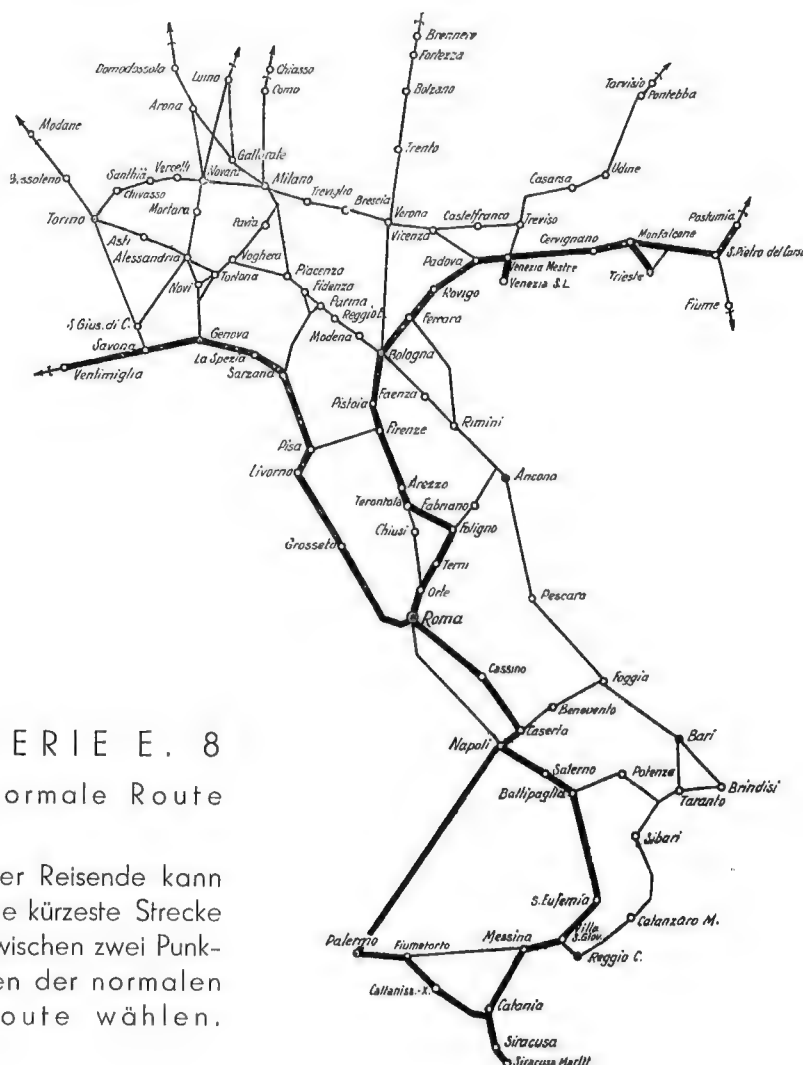 Brennero
Fortezza
Bolzano
Trento
Domodossola
Luino
Chiasso
Como
Arona
Tarvisio
Pontebba
Modane
Bussoleno
Gallarate
Santhià
Vercelli
Novara
Milano
Chivasso
Treviglio
Brescia
Casarsa
Udine
Torino
Mortara
Pavia
Verona
Vicenza
Castelfranco
Treviso
Postumia
Asti
Alessandria
Voghera
Padova
Cervignano
Monfalcone
Venezia Mestre
Venezia S.L.
Trieste
S.Pietro del Carso
Novi
Tortona
Piacenza
Fidenza
Parma
Reggio E.
Modena
Rovigo
Ferrara
Fiume
S. Gius. di C.
Savona
Genova
La Spezia
Sarzana
Ventimiglia
Bologna
Pistoia
Faenza
Rimini
Firenze
Pisa
Livorno
Ancona
Arezzo
Terontola
Fabriano
Chiusi
Foligno
Grosseto
Terni
Orte
Roma
Pescara
Cassino
Foggia
Benevento
Caserta
Napoli
Bari
Salerno
Potenza
Battipaglia
Taranto
Brindisi
Sibari
S. Eufemia
Catanzaro M.
Villa
S. Giov.
Reggio C.
Palermo
Fiumetorto
Messina
Caltaniss.-X.
Catania
Siracusa
Siracusa Maritt
ERIE E. 8
ormale Route
er Reisende kann
e kürzeste Strecke
wischen zwei Punk-
en der normalen
oute wählen.